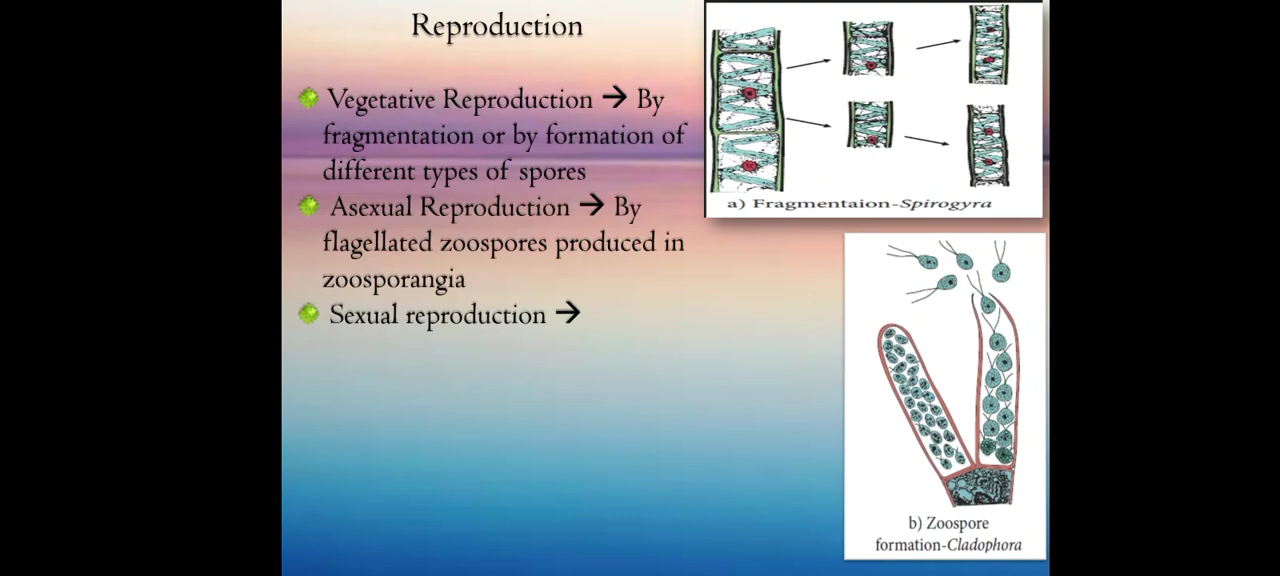 Reproduction
Vegetative Reproduction → By
fragmentation or by formation of
different types of spores
Asexual Reproduction → By
flagellated zoospores produced in
zoosporangia
Sexual reproduction →
a) Fragmentaion-Spirogyra
b) Zoospore
formation-Cladophora